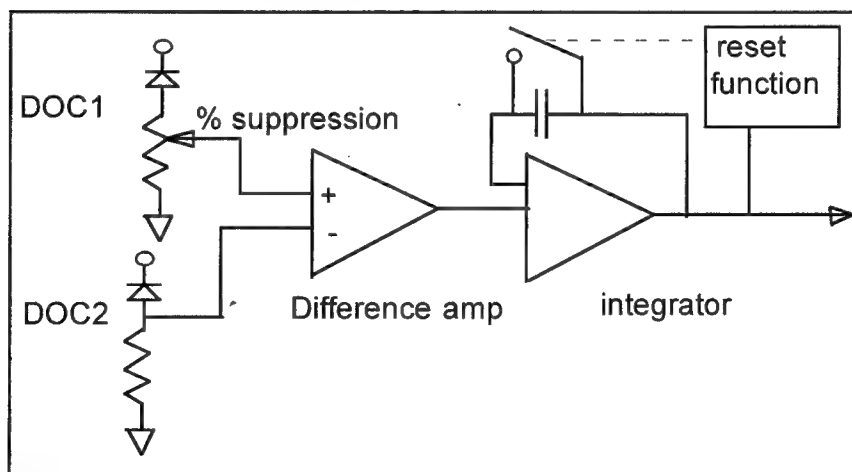 reset
function
DOC1
% suppression
+
-
DOC2
Difference amp
integrator